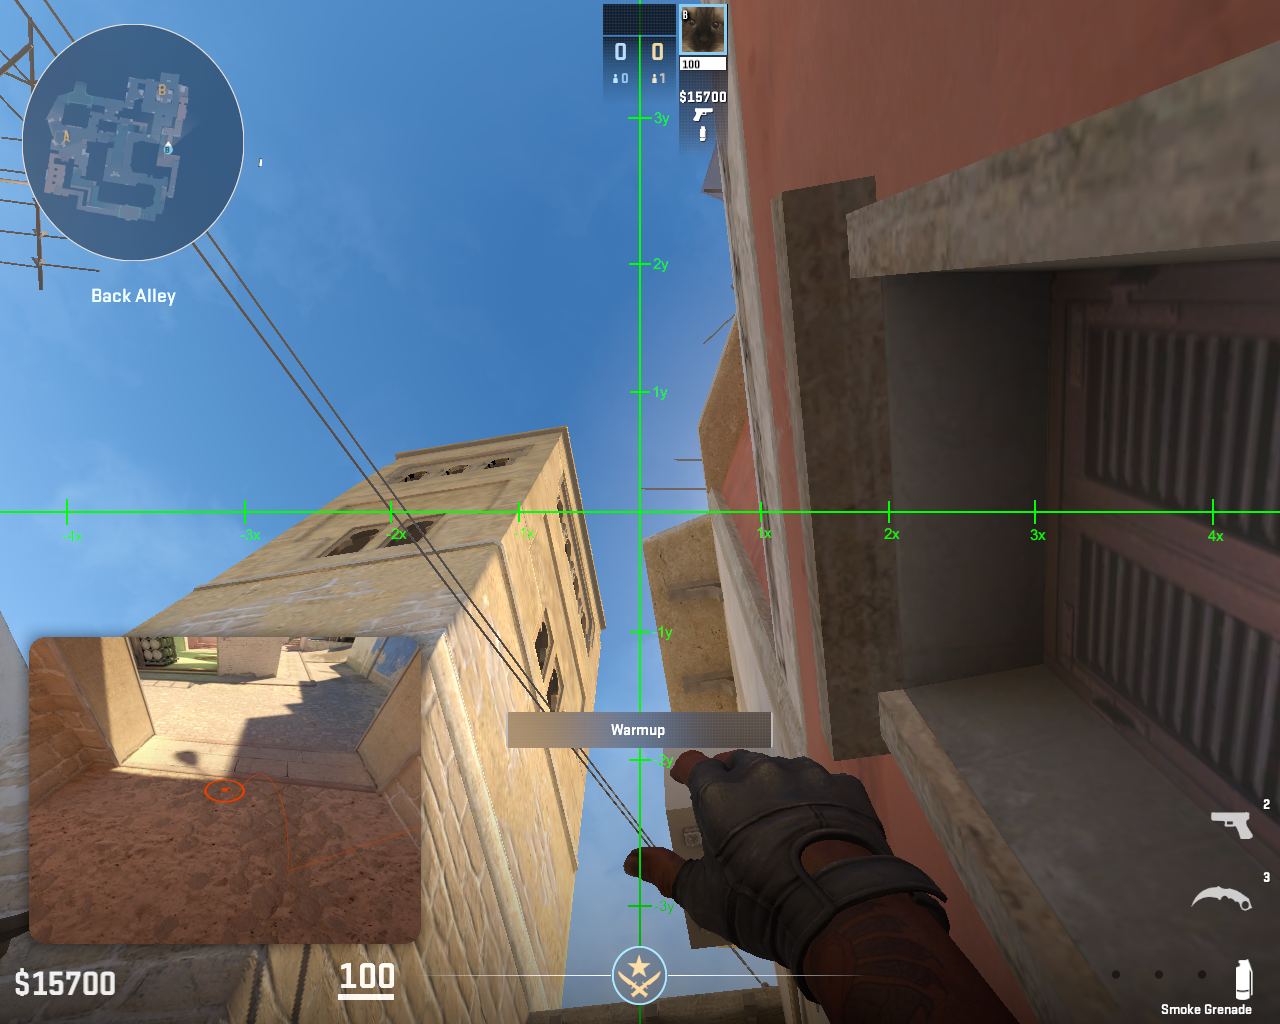 B
0 0
0 1
100
$15700
B
A
B
Back Alley
3y
2y
1y
-4x
-3x
-2x
-1x
1x
2x
3x
4x
-1y
Warmup
-2y
2
3
-3y
$15700
100
Smoke Grenade